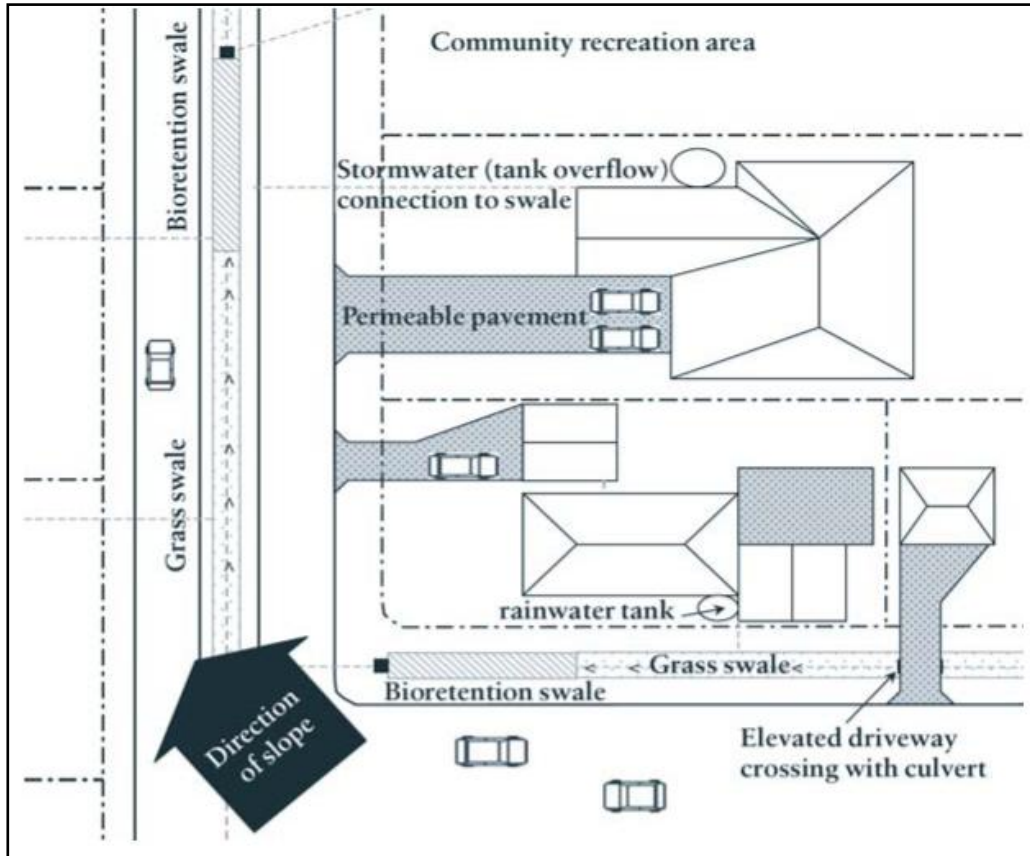 Community recreation area
Bioretention swale
Stormwater (tank overflow)
connection to swale
Permeable pavement
Grass swale
rainwater tank
Grass swale
Bioretention swale
Direction
of slope
Elevated driveway
crossing with culvert